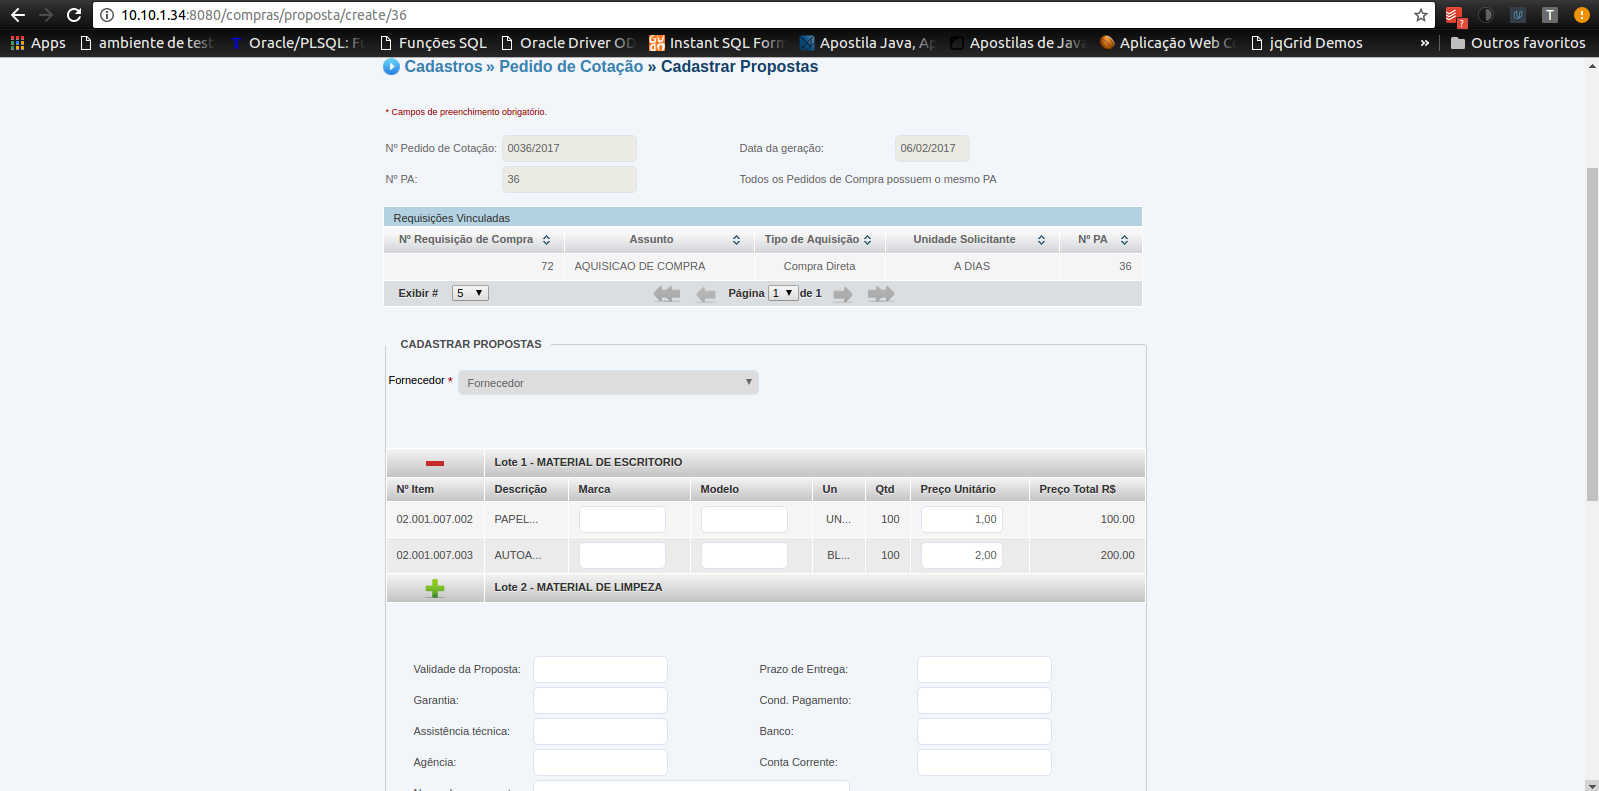 10.10.1.34:8080/compras/proposta/create/36
Apps ambiente de test Oracle/PLSQL: Fu Funções SQL Oracle Driver OD Instant SQL Form Apostila Java, Ap Apostilas de Java Aplicação Web Co jqGrid Demos » Outros favoritos
Cadastros » Pedido de Cotação » Cadastrar Propostas
* Campos de preenchimento obrigatório.
Nº Pedido de Cotação: 0036/2017 Data da geração: 06/02/2017
Nº PA: 36 Todos os Pedidos de Compra possuem o mesmo PA
Requisições Vinculadas
Nº Requisição de Compra Assunto Tipo de Aquisição Unidade Solicitante Nº PA
72 AQUISICAO DE COMPRA Compra Direta A DIAS 36
Exibir # 5 Página 1 de 1
CADASTRAR PROPOSTAS
Fornecedor * Fornecedor
Lote 1 - MATERIAL DE ESCRITORIO
Nº Item Descrição Marca Modelo Un Qtd Preço Unitário Preço Total R$
02.001.007.002 PAPEL... UN... 100 1,00 100.00
02.001.007.003 AUTOA... BL... 100 2,00 200.00
Lote 2 - MATERIAL DE LIMPEZA
Validade da Proposta: Prazo de Entrega:
Garantia: Cond. Pagamento:
Assistência técnica: Banco:
Agência: Conta Corrente: